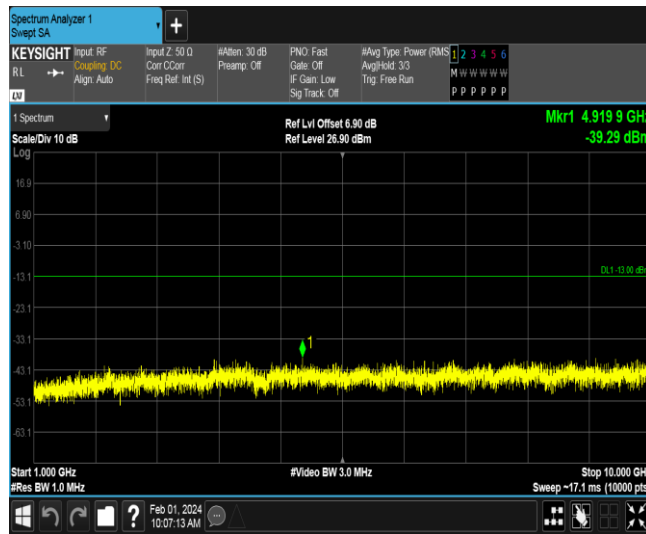 Spectrum Analyzer 1
Swept SA
+
KEYSIGHT
RL
LXI
Input: RF
Coupling: DC
Align: Auto
Input Z: 50 Ω
Corr CCorr
Freq Ref: Int (S)
#Atten: 30 dB
Preamp: Off
PNO: Fast
Gate: Off
IF Gain: Low
Sig Track: Off
#Avg Type: Power (RMS
Avg|Hold: 3/3
Trig: Free Run
1 2 3 4 5 6
M W W W W W
P P P P P P
1 Spectrum
Scale/Div 10 dB
Log
Ref Lvl Offset 6.90 dB
Ref Level 26.90 dBm
Mkr1 4.919 9 GHz
-39.29 dBm
16.9
6.90
-3.10
-13.1
DL1 -13.00 dBm
-23.1
-33.1
1
-43.1
-53.1
-63.1
Start 1.000 GHz
#Res BW 1.0 MHz
#Video BW 3.0 MHz
Stop 10.000 GHz
Sweep ~17.1 ms (10000 pts)
?
Feb 01, 2024
10:07:13 AM